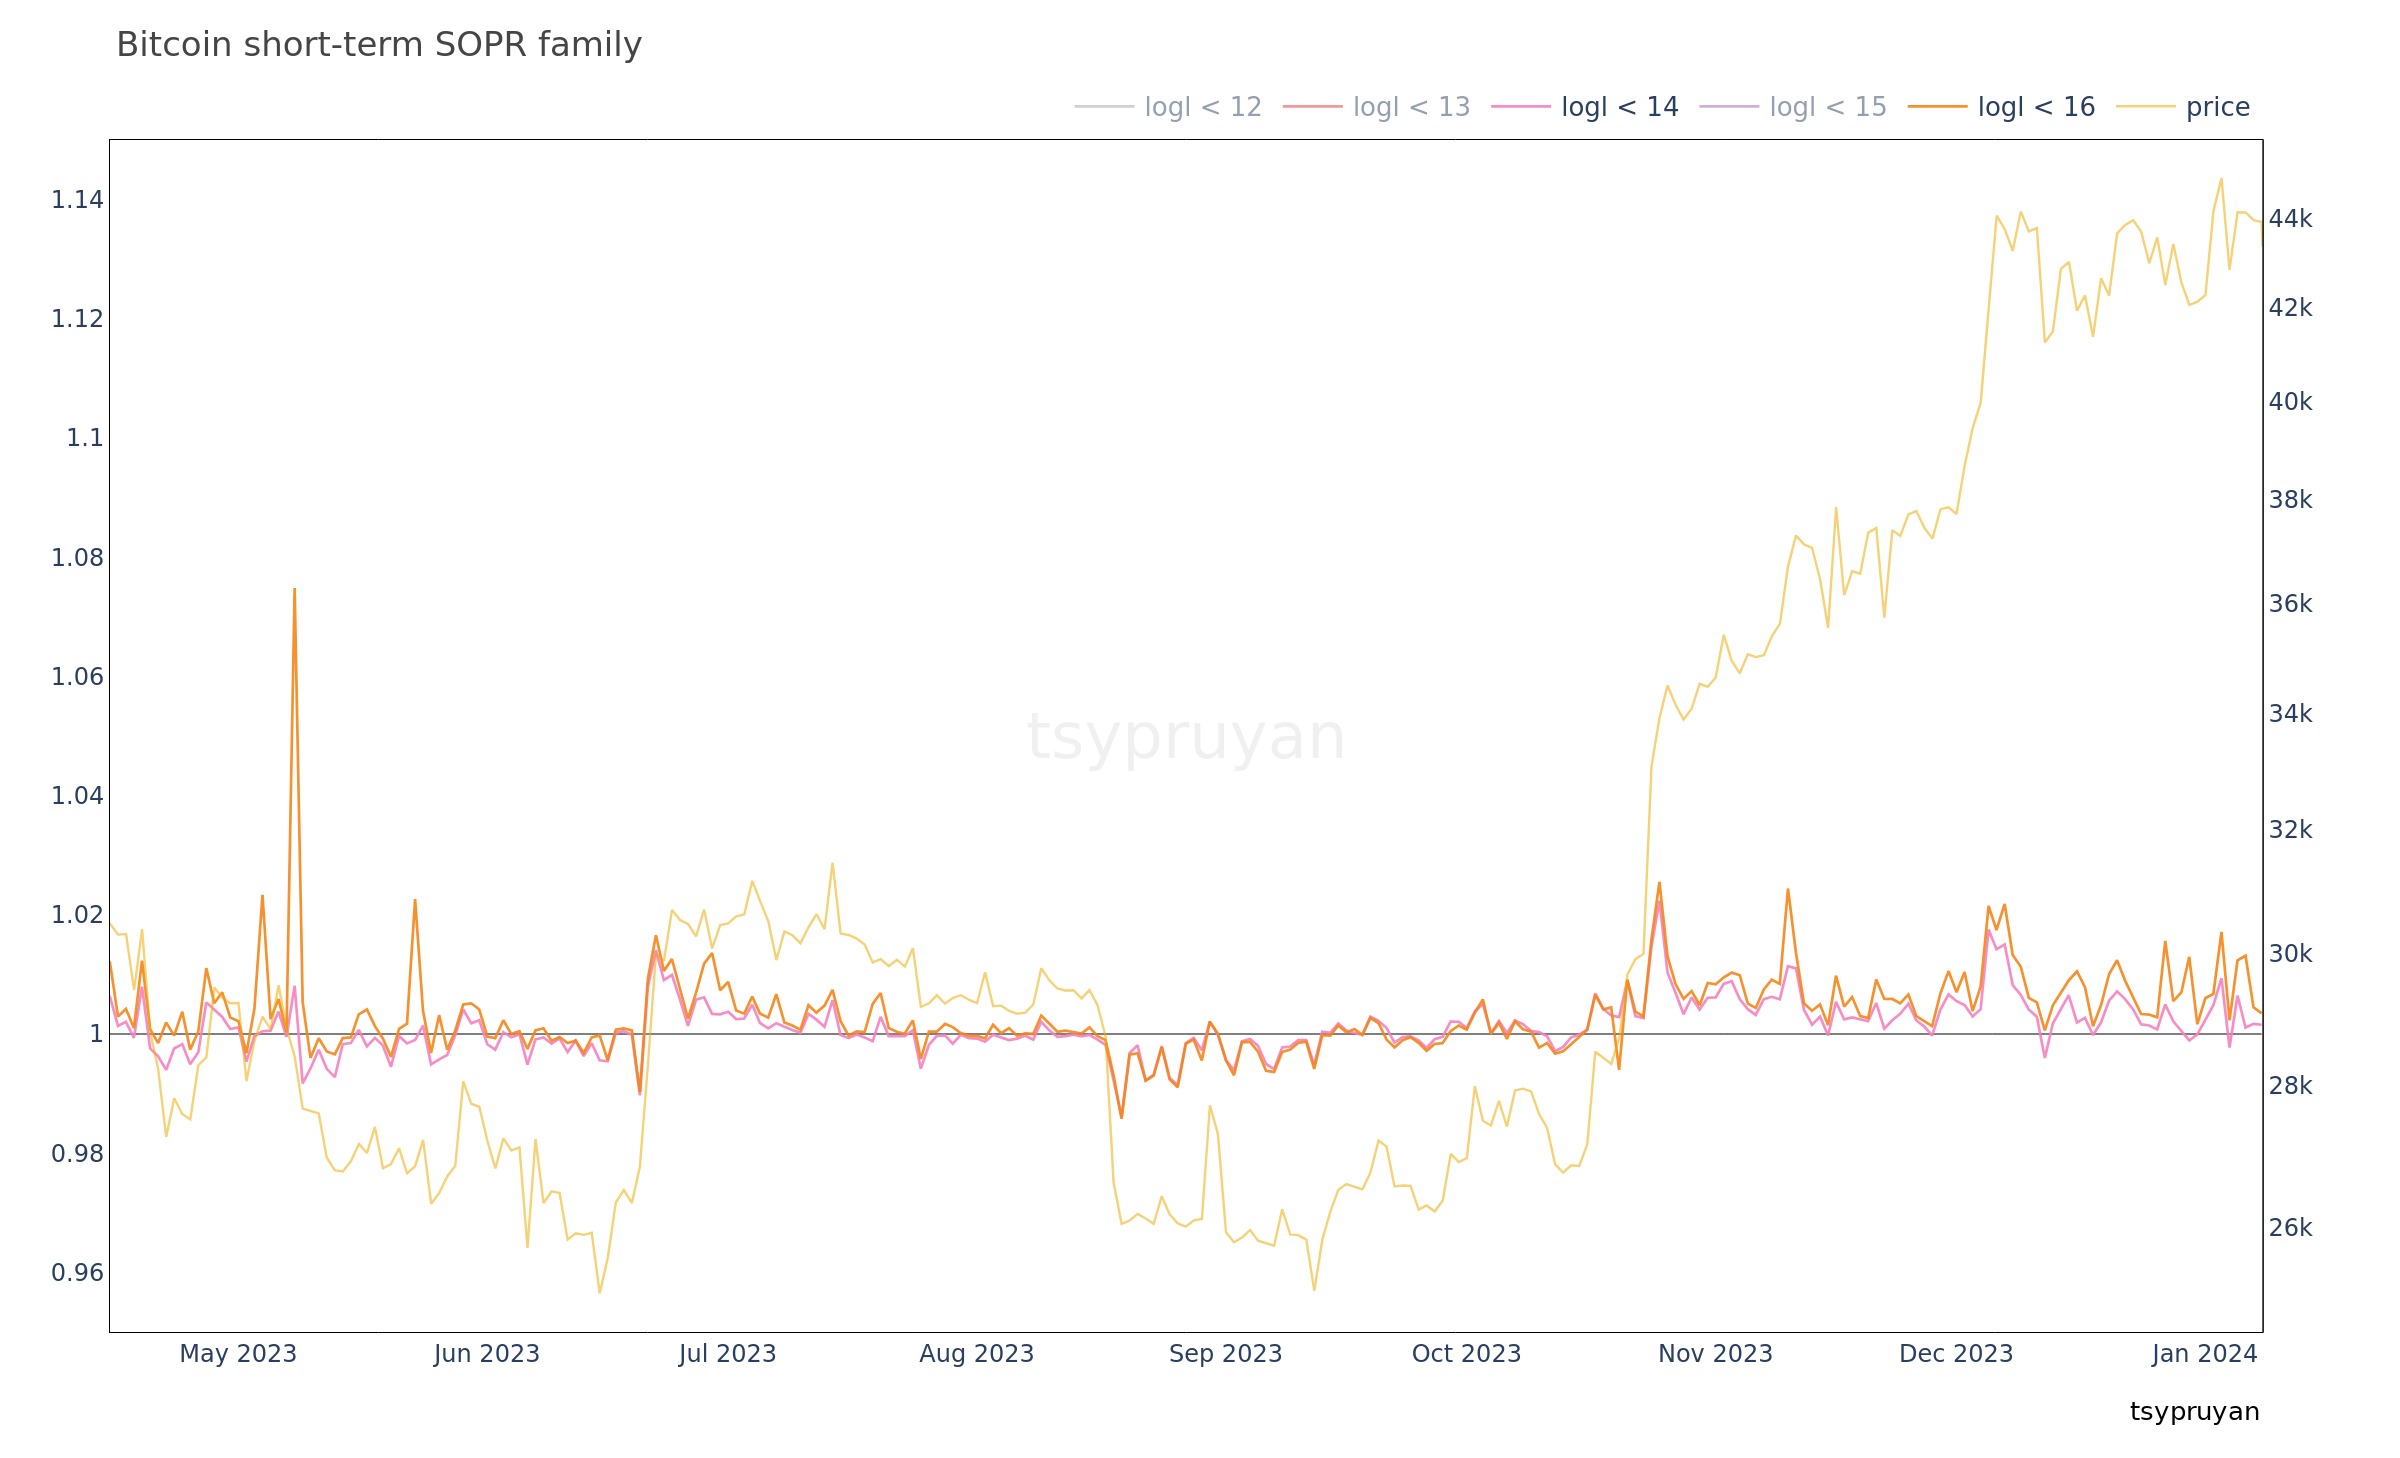 Bitcoin short-term SOPR family
logl < 12 logl < 13 logl < 14 logl < 15 logl < 16 price
1.14
1.12
1.1
1.08
1.06
1.04
1.02
1
0.98
0.96
44k
42k
40k
38k
36k
34k
32k
30k
28k
26k
tsypruyan
May 2023 Jun 2023 Jul 2023 Aug 2023 Sep 2023 Oct 2023 Nov 2023 Dec 2023 Jan 2024
tsypruyan